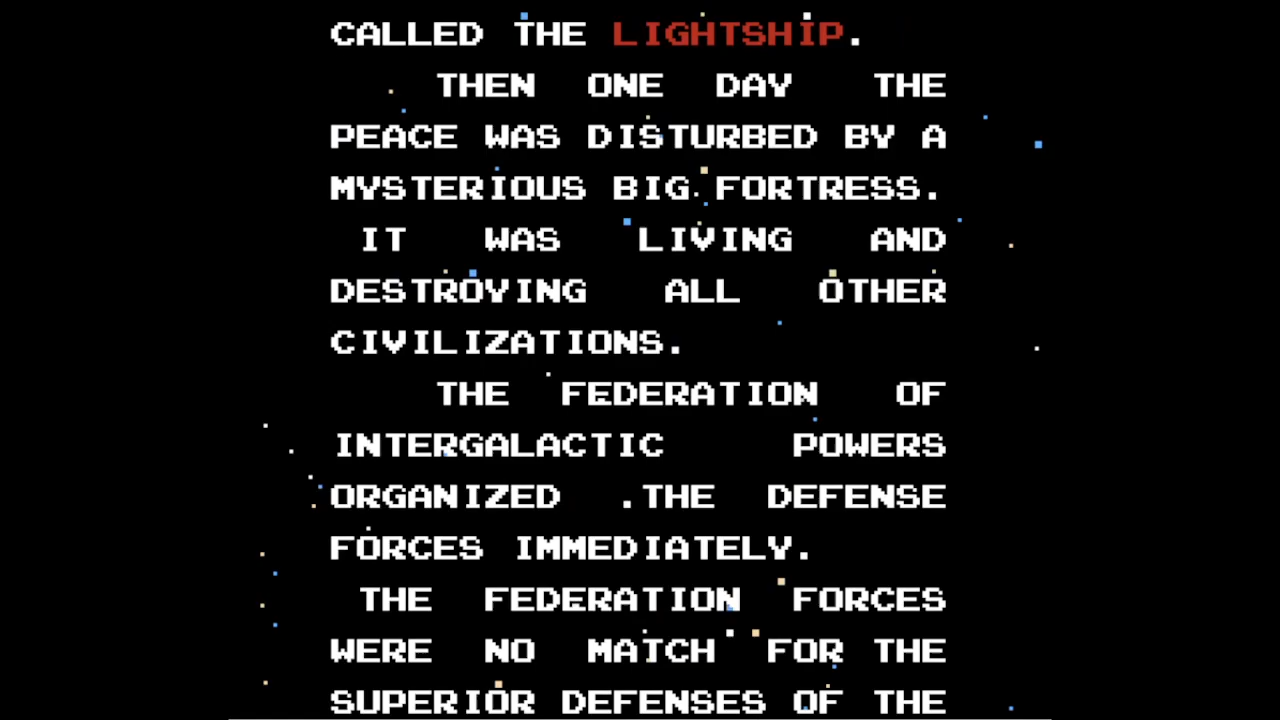 CALLED THE LIGHTSHIP.
THEN ONE DAY THE
PEACE WAS DISTURBED BY A
MYSTERIOUS BIG FORTRESS.
IT WAS LIVING AND
DESTROYING ALL OTHER
CIVILIZATIONS.
THE FEDERATION OF
INTERGALACTIC POWERS
ORGANIZED .THE DEFENSE
FORCES IMMEDIATELY.
THE FEDERATION FORCES
WERE NO MATCH FOR THE
SUPERIOR DEFENSES OF THE